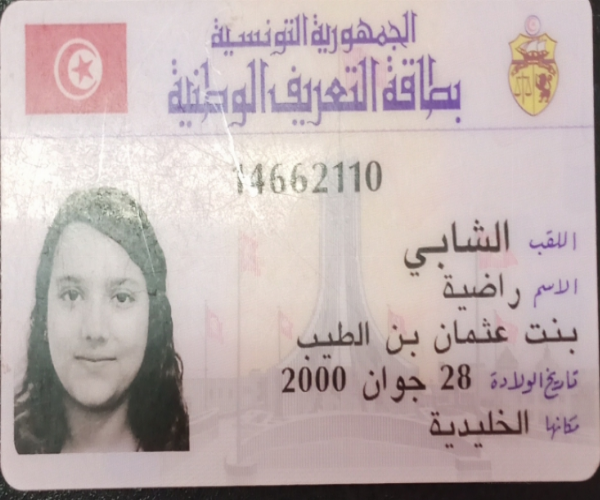 الجمهورية التونسية
بطاقة التعريف الوطنية
14662110
اللقب الشابي
الاسم راضية
بنت عثمان بن الطيب
تاريخ الولادة 28 جوان 2000
مكانها الخليدية